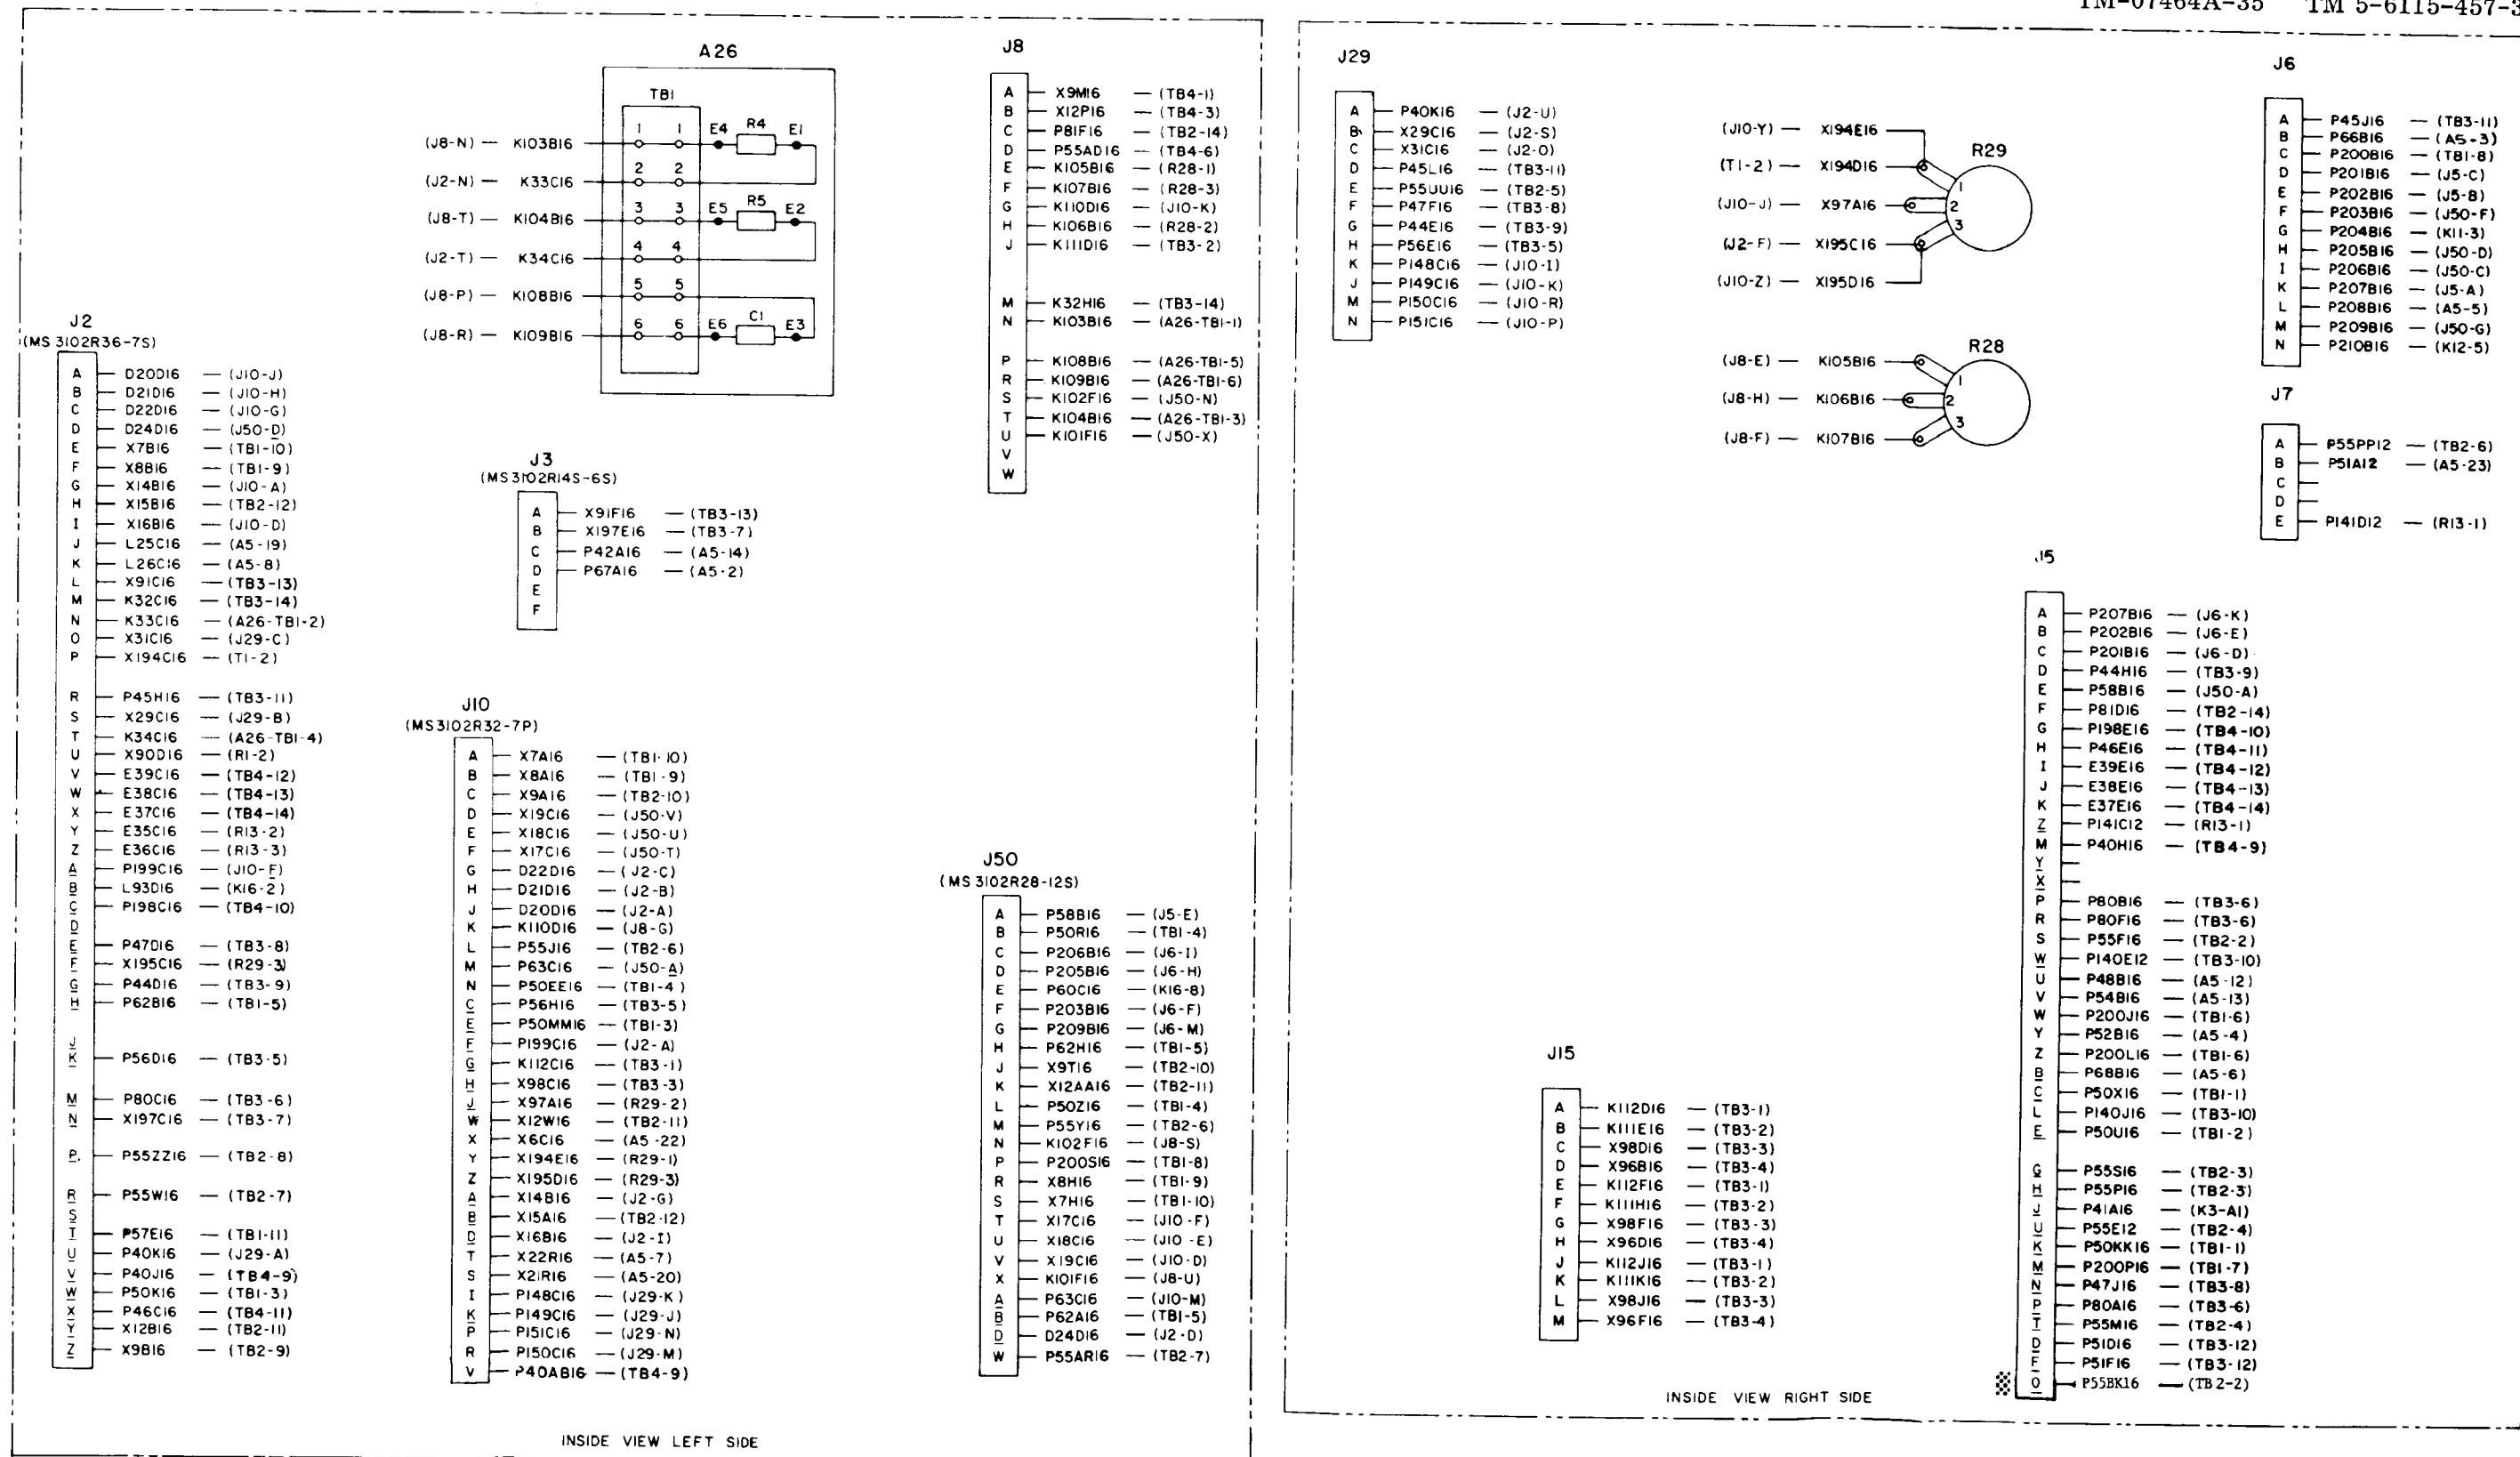 TM-07464A-35 TM 5-6115-457-3
A26
TB1
(J8-N) — K103B16 1 1 E4 R4 E1
(J2-N) — K33C16 2 2
(J8-T) — K104B16 3 3 E5 R5 E2
(J2-T) — K34C16 4 4
(J8-P) — K108B16 5 5
(J8-R) — K109B16 6 6 E6 C1 E3
J2
(MS 3102R36-7S)
A D20D16 — (J10-J)
B D21D16 — (J10-H)
C D22D16 — (J10-G)
D D24D16 — (J50-D)
E X7B16 — (TB1-10)
F X8B16 — (TB1-9)
G X14B16 — (J10-A)
H X15B16 — (TB2-12)
I X16B16 — (J10-D)
J L25C16 — (A5-19)
K L26C16 — (A5-8)
L X91C16 — (TB3-13)
M K32C16 — (TB3-14)
N K33C16 — (A26-TB1-2)
O X31C16 — (J29-C)
P X194C16 — (T1-2)
R P45H16 — (TB3-11)
S X29C16 — (J29-B)
T K34C16 — (A26-TB1-4)
U X90D16 — (R1-2)
V E39C16 — (TB4-12)
W E38C16 — (TB4-13)
X E37C16 — (TB4-14)
Y E35C16 — (R13-2)
Z E36C16 — (R13-3)
A P199C16 — (J10-F)
B L93D16 — (K16-2)
C P198C16 — (TB4-10)
D
E P47D16 — (TB3-8)
F X195C16 — (R29-3)
G P44D16 — (TB3-9)
H P62B16 — (TB1-5)
J
K P56D16 — (TB3-5)
M P80C16 — (TB3-6)
N X197C16 — (TB3-7)
P. P55ZZ16 — (TB2-8)
R P55W16 — (TB2-7)
S
T P57E16 — (TB1-11)
U P40K16 — (J29-A)
V P40J16 — (TB4-9)
W P50K16 — (TB1-3)
X P46C16 — (TB4-11)
Y X12B16 — (TB2-11)
Z X9B16 — (TB2-9)
J3
(MS3102R14S-6S)
A X91F16 — (TB3-13)
B X197E16 — (TB3-7)
C P42A16 — (A5-14)
D P67A16 — (A5-2)
E
F
J10
(MS3102R32-7P)
A X7A16 — (TB1-10)
B X8A16 — (TB1-9)
C X9A16 — (TB2-10)
D X19C16 — (J50-V)
E X18C16 — (J50-U)
F X17C16 — (J50-T)
G D22D16 — (J2-C)
H D21D16 — (J2-B)
J D20D16 — (J2-A)
K K110D16 — (J8-G)
L P55J16 — (TB2-6)
M P63C16 — (J50-A)
N P50EE16 — (TB1-4)
C P56H16 — (TB3-5)
E P50MM16 — (TB1-3)
F P199C16 — (J2-A)
G K112C16 — (TB3-1)
H X98C16 — (TB3-3)
J X97A16 — (R29-2)
W X12W16 — (TB2-11)
X X6C16 — (A5-22)
Y X194E16 — (R29-1)
Z X195D16 — (R29-3)
A X14B16 — (J2-G)
B X15A16 — (TB2-12)
D X16B16 — (J2-I)
T X22R16 — (A5-7)
S X21R16 — (A5-20)
I P148C16 — (J29-K)
K P149C16 — (J29-J)
P P151C16 — (J29-N)
R P150C16 — (J29-M)
V P40AB16 — (TB4-9)
J8
A X9M16 — (TB4-1)
B X12P16 — (TB4-3)
C P81F16 — (TB2-14)
D P55AD16 — (TB4-6)
E K105B16 — (R28-1)
F K107B16 — (R28-3)
G K110D16 — (J10-K)
H K106B16 — (R28-2)
J K111D16 — (TB3-2)
M K32H16 — (TB3-14)
N K103B16 — (A26-TB1-1)
P K108B16 — (A26-TB1-5)
R K109B16 — (A26-TB1-6)
S K102F16 — (J50-N)
T K104B16 — (A26-TB1-3)
U K101F16 — (J50-X)
V
W
J50
(MS 3102R28-12S)
A P58B16 — (J5-E)
B P50R16 — (TB1-4)
C P206B16 — (J6-I)
D P205B16 — (J6-H)
E P60C16 — (K16-8)
F P203B16 — (J6-F)
G P209B16 — (J6-M)
H P62H16 — (TB1-5)
J X9T16 — (TB2-10)
K X12AA16 — (TB2-11)
L P50Z16 — (TB1-4)
M P55Y16 — (TB2-6)
N K102F16 — (J8-S)
P P200S16 — (TB1-8)
R X8H16 — (TB1-9)
S X7H16 — (TB1-10)
T X17C16 — (J10-F)
U X18C16 — (J10-E)
V X19C16 — (J10-D)
X K101F16 — (J8-U)
A P63C16 — (J10-M)
B P62A16 — (TB1-5)
D D24D16 — (J2-D)
W P55AR16 — (TB2-7)
INSIDE VIEW LEFT SIDE
J29
A P40K16 — (J2-U)
B X29C16 — (J2-S)
C X31C16 — (J2-O)
D P45L16 — (TB3-11)
E P55UU16 — (TB2-5)
F P47F16 — (TB3-8)
G P44E16 — (TB3-9)
H P56E16 — (TB3-5)
K P148C16 — (J10-I)
J P149C16 — (J10-K)
M P150C16 — (J10-R)
N P151C16 — (J10-P)
R29
(J10-Y) — X194E16
(T1-2) — X194D16 1
(J10-J) — X97A16 2
(J2-F) — X195C16 3
(J10-Z) — X195D16
R28
(J8-E) — K105B16 1
(J8-H) — K106B16 2
(J8-F) — K107B16 3
J15
A K112D16 — (TB3-1)
B K111E16 — (TB3-2)
C X98D16 — (TB3-3)
D X96B16 — (TB3-4)
E K112F16 — (TB3-1)
F K111H16 — (TB3-2)
G X98F16 — (TB3-3)
H X96D16 — (TB3-4)
J K112J16 — (TB3-1)
K K111K16 — (TB3-2)
L X98J16 — (TB3-3)
M X96F16 — (TB3-4)
J6
A P45J16 — (TB3-11)
B P66B16 — (A5-3)
C P200B16 — (TB1-8)
D P201B16 — (J5-C)
E P202B16 — (J5-B)
F P203B16 — (J50-F)
G P204B16 — (K11-3)
H P205B16 — (J50-D)
I P206B16 — (J50-C)
K P207B16 — (J5-A)
L P208B16 — (A5-5)
M P209B16 — (J50-G)
N P210B16 — (K12-5)
J7
A P55PP12 — (TB2-6)
B P51A12 — (A5-23)
C
D
E P141D12 — (R13-1)
J5
A P207B16 — (J6-K)
B P202B16 — (J6-E)
C P201B16 — (J6-D)
D P44H16 — (TB3-9)
E P58B16 — (J50-A)
F P81D16 — (TB2-14)
G P198E16 — (TB4-10)
H P46E16 — (TB4-11)
I E39E16 — (TB4-12)
J E38E16 — (TB4-13)
K E37E16 — (TB4-14)
Z P141C12 — (R13-1)
M P40H16 — (TB4-9)
Y
X
P P80B16 — (TB3-6)
R P80F16 — (TB3-6)
S P55F16 — (TB2-2)
W P140E12 — (TB3-10)
U P48B16 — (A5-12)
V P54B16 — (A5-13)
W P200J16 — (TB1-6)
Y P52B16 — (A5-4)
Z P200L16 — (TB1-6)
B P68B16 — (A5-6)
C P50X16 — (TB1-1)
L P140J16 — (TB3-10)
E P50U16 — (TB1-2)
G P55S16 — (TB2-3)
H P55P16 — (TB2-3)
J P41A16 — (K3-A1)
U P55E12 — (TB2-4)
K P50KK16 — (TB1-1)
M P200P16 — (TB1-7)
N P47J16 — (TB3-8)
P P80A16 — (TB3-6)
T P55M16 — (TB2-4)
D P51D16 — (TB3-12)
F P51F16 — (TB3-12)
O P55BK16 — (TB 2-2)
INSIDE VIEW RIGHT SIDE